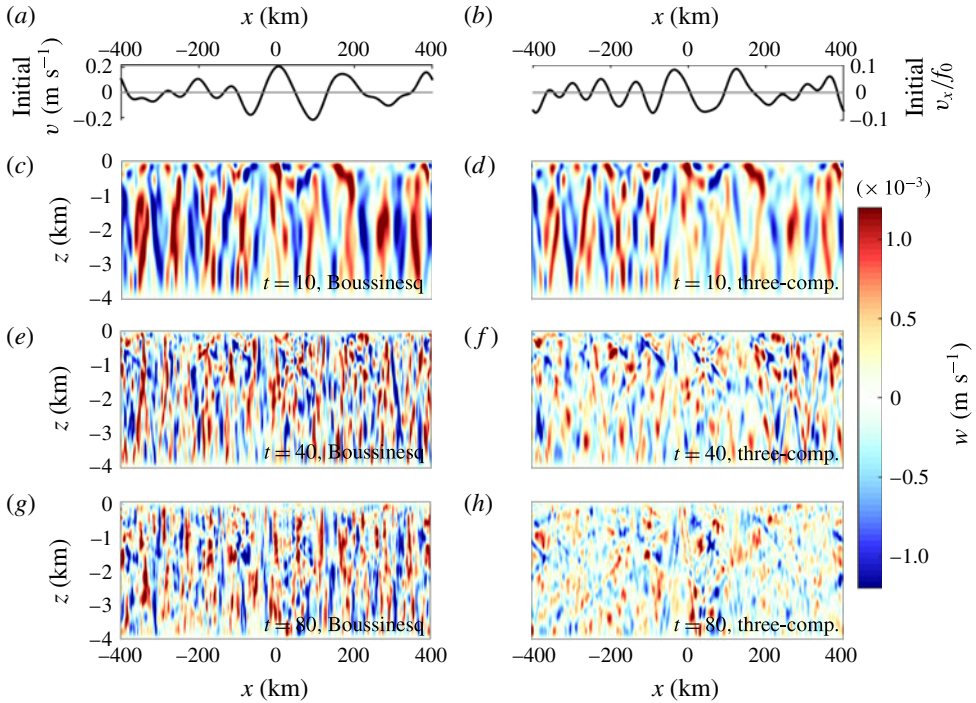 (a) x (km) (b) x (km)
−400 −200 0 200 400 −400 −200 0 200 400
Initial v (m s−1) 0.2 0 −0.2
0.1 0 −0.1 Initial vx/f0
(c) z (km) 0 −1 −2 −3 −4 t = 10, Boussinesq
(d) t = 10, three-comp.
(e) z (km) 0 −1 −2 −3 −4 t = 40, Boussinesq
(f) t = 40, three-comp.
(g) z (km) 0 −1 −2 −3 −4 t = 80, Boussinesq
(h) t = 80, three-comp.
−400 −200 0 200 400 −400 −200 0 200 400
x (km) x (km)
(× 10−3)
1.0
0.5
0
−0.5
−1.0
w (m s−1)